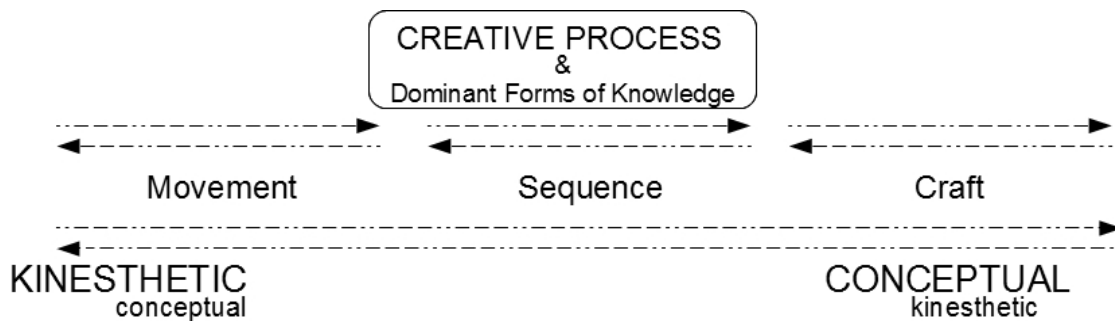 CREATIVE PROCESS
&
Dominant Forms of Knowledge
Movement Sequence Craft
KINESTHETIC CONCEPTUAL
conceptual kinesthetic